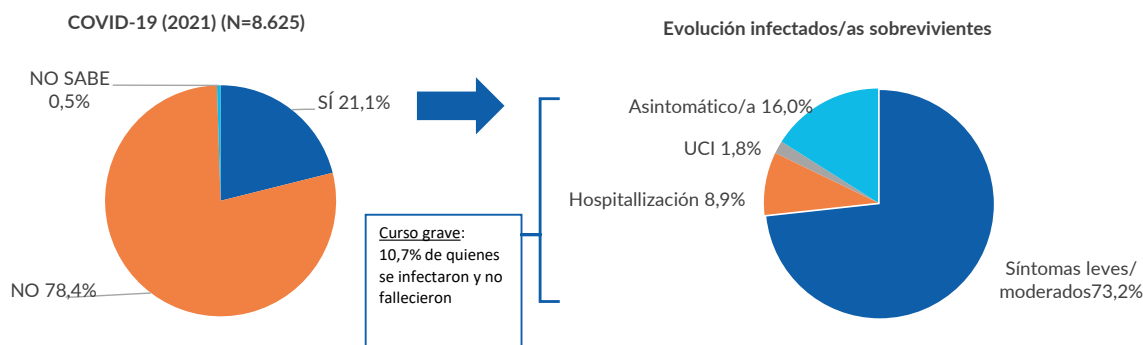 COVID-19 (2021) (N=8.625)
NO SABE
0,5%
SÍ 21,1%
NO 78,4%
Curso grave:
10,7% de quienes
se infectaron y no
fallecieron
Evolución infectados/as sobrevivientes
Asintomático/a 16,0%
UCI 1,8%
Hospitallización 8,9%
Síntomas leves/
moderados73,2%